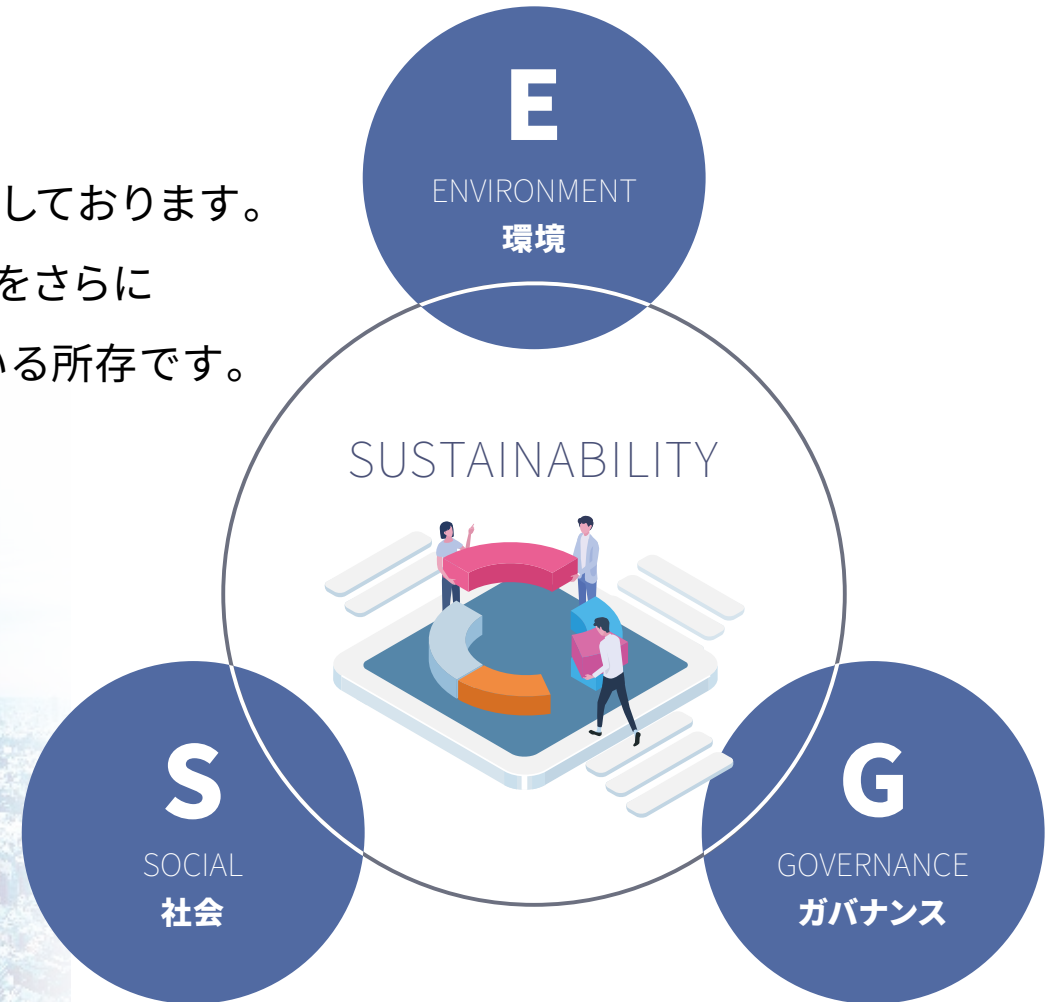 E
ENVIRONMENT
環境
しております。
をさらに
いる所存です。
SUSTAINABILITY
S
SOCIAL
社会
G
GOVERNANCE
ガバナンス